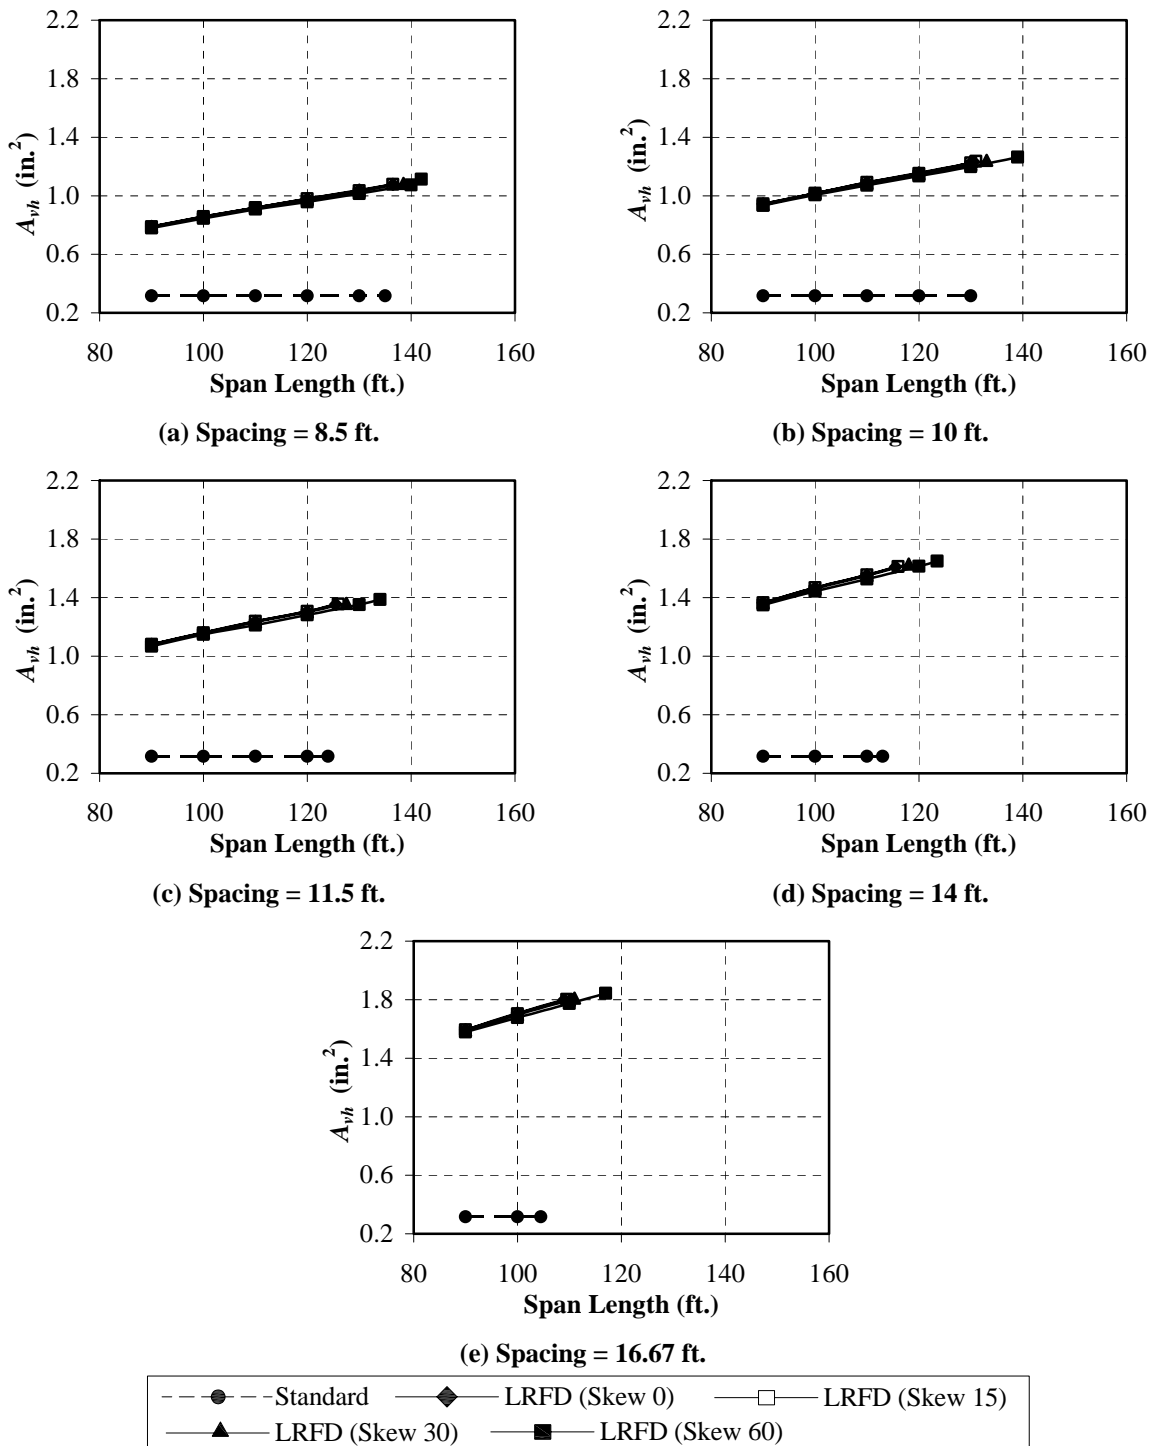 2.2
1.8
1.4
1.0
0.6
0.2
A_vh (in.²)
80 100 120 140 160
Span Length (ft.)
(a) Spacing = 8.5 ft.
2.2
1.8
1.4
1.0
0.6
0.2
A_vh (in.²)
80 100 120 140 160
Span Length (ft.)
(b) Spacing = 10 ft.
2.2
1.8
1.4
1.0
0.6
0.2
A_vh (in.²)
80 100 120 140 160
Span Length (ft.)
(c) Spacing = 11.5 ft.
2.2
1.8
1.4
1.0
0.6
0.2
A_vh (in.²)
80 100 120 140 160
Span Length (ft.)
(d) Spacing = 14 ft.
2.2
1.8
1.4
1.0
0.6
0.2
A_vh (in.²)
80 100 120 140 160
Span Length (ft.)
(e) Spacing = 16.67 ft.
Standard LRFD (Skew 0) LRFD (Skew 15)
LRFD (Skew 30) LRFD (Skew 60)